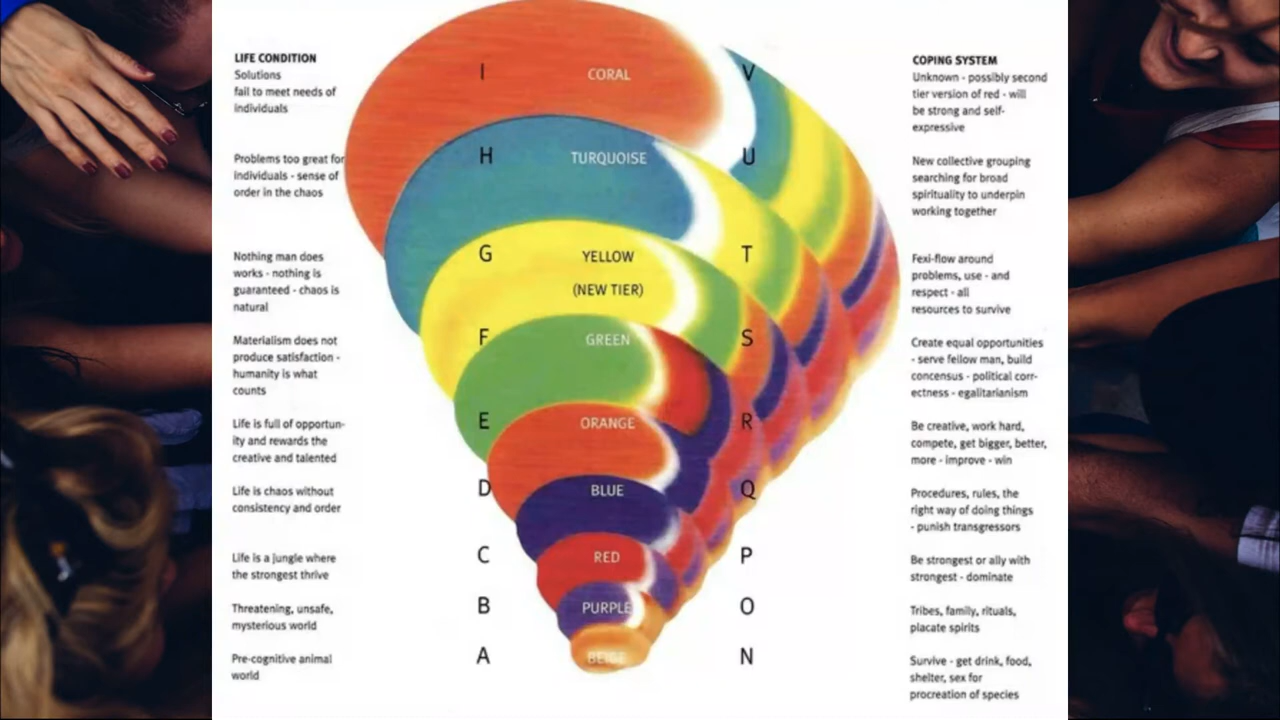 LIFE CONDITION
Solutions
fail to meet needs of
individuals
Problems too great for
individuals - sense of
order in the chaos
Nothing man does
works - nothing is
guaranteed - chaos is
natural
Materialism does not
produce satisfaction -
humanity is what
counts
Life is full of opportun-
ity and rewards the
creative and talented
Life is chaos without
consistency and order
Life is a jungle where
the strongest thrive
Threatening, unsafe,
mysterious world
Pre-cognitive animal
world
I CORAL V
H TURQUOISE U
G YELLOW T
(NEW TIER)
F GREEN S
E ORANGE R
D BLUE Q
C RED P
B PURPLE O
A BEIGE N
COPING SYSTEM
Unknown - possibly second
tier version of red - will
be strong and self-
expressive
New collective grouping
searching for broad
spirituality to underpin
working together
Fexi-flow around
problems, use - and
respect - all
resources to survive
Create equal opportunities
- serve fellow man, build
concensus - political corr-
ectness - egalitarianism
Be creative, work hard,
compete, get bigger, better,
more - improve - win
Procedures, rules, the
right way of doing things
- punish transgressors
Be strongest or ally with
strongest - dominate
Tribes, family, rituals,
placate spirits
Survive - get drink, food,
shelter, sex for
procreation of species